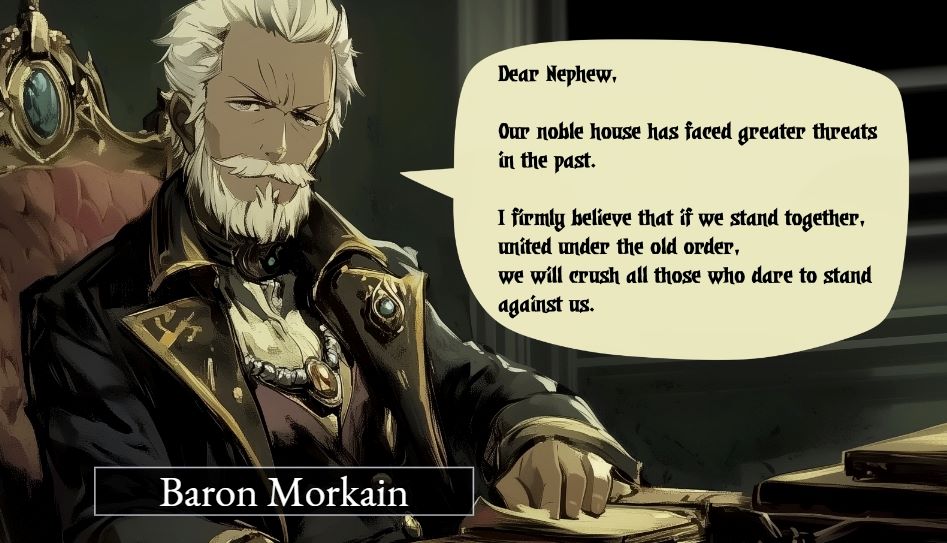 Dear Nephew,
Our noble house has faced greater threats
in the past.
I firmly believe that if we stand together,
united under the old order,
we will crush all those who dare to stand
against us.
Baron Morkain